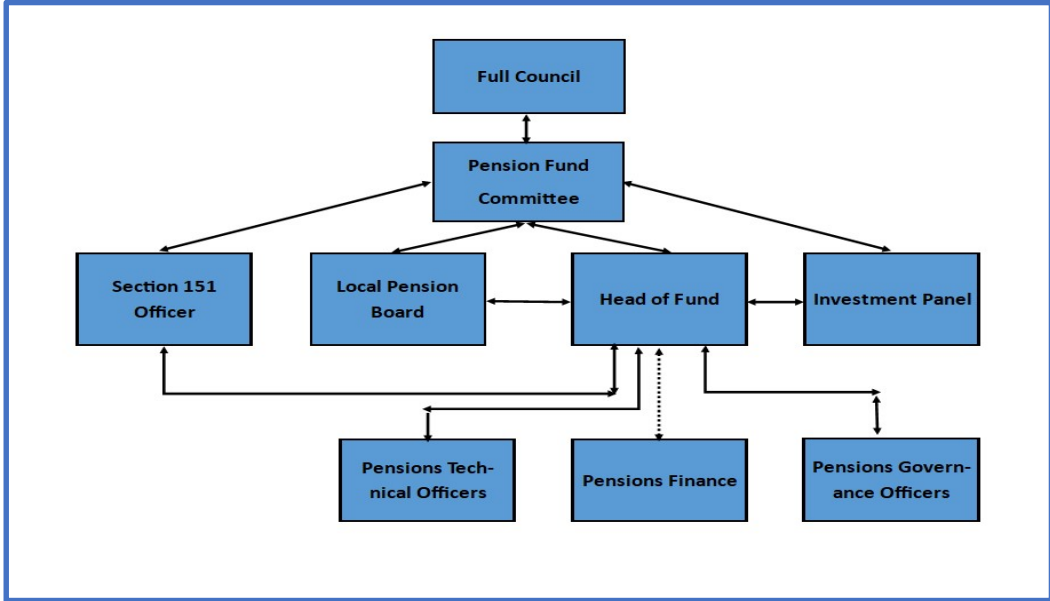 Full Council
Pension Fund
Committee
Section 151
Officer
Local Pension
Board
Head of Fund
Investment Panel
Pensions Tech-
nical Officers
Pensions Finance
Pensions Govern-
ance Officers